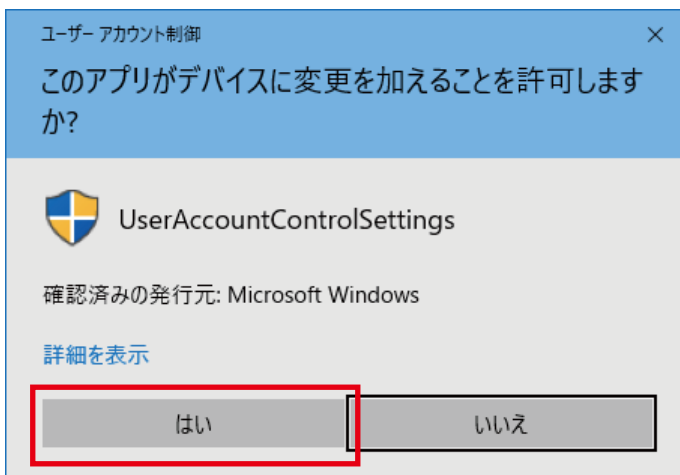 ユーザー アカウント制御
このアプリがデバイスに変更を加えることを許可します
か?
UserAccountControlSettings
確認済みの発行元: Microsoft Windows
詳細を表示
はい
いいえ